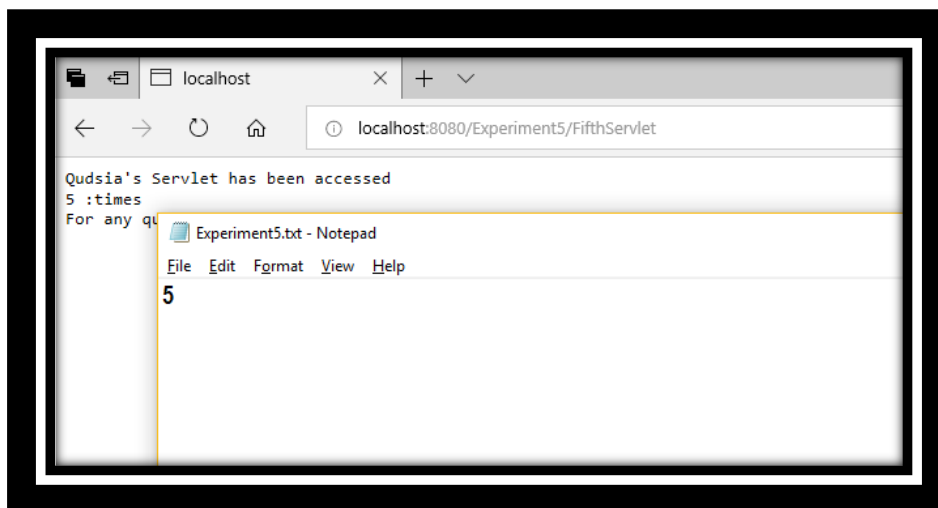 localhost
localhost:8080/Experiment5/FifthServlet
Qudsia's Servlet has been accessed
5 :times
For any
Experiment5.txt - Notepad
File Edit Format View Help
5